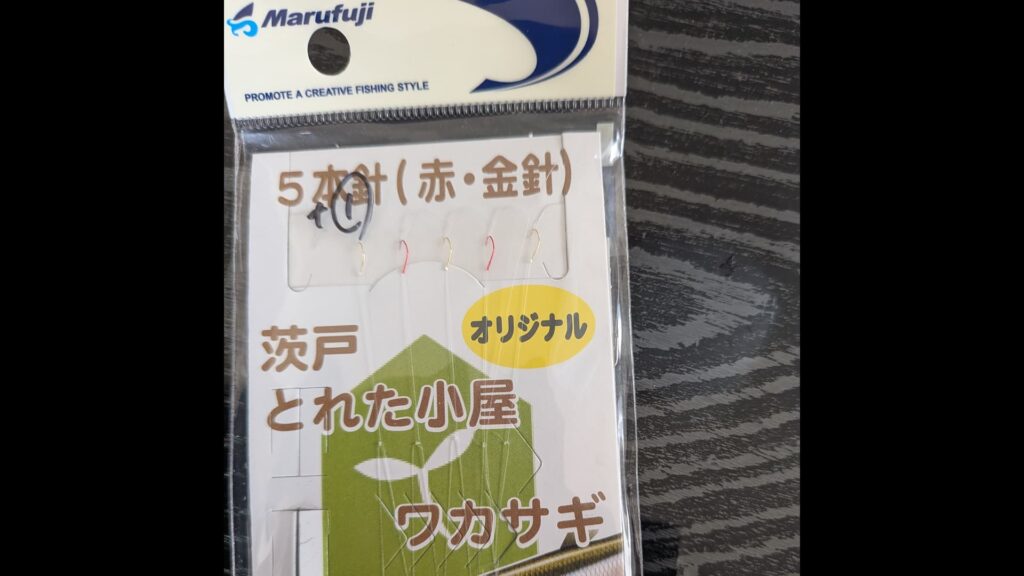 Marufuji
PROMOTE A CREATIVE FISHING STYLE
5本針(赤・金針)
+①
オリジナル
茨戸
とれた小屋
ワカサギ